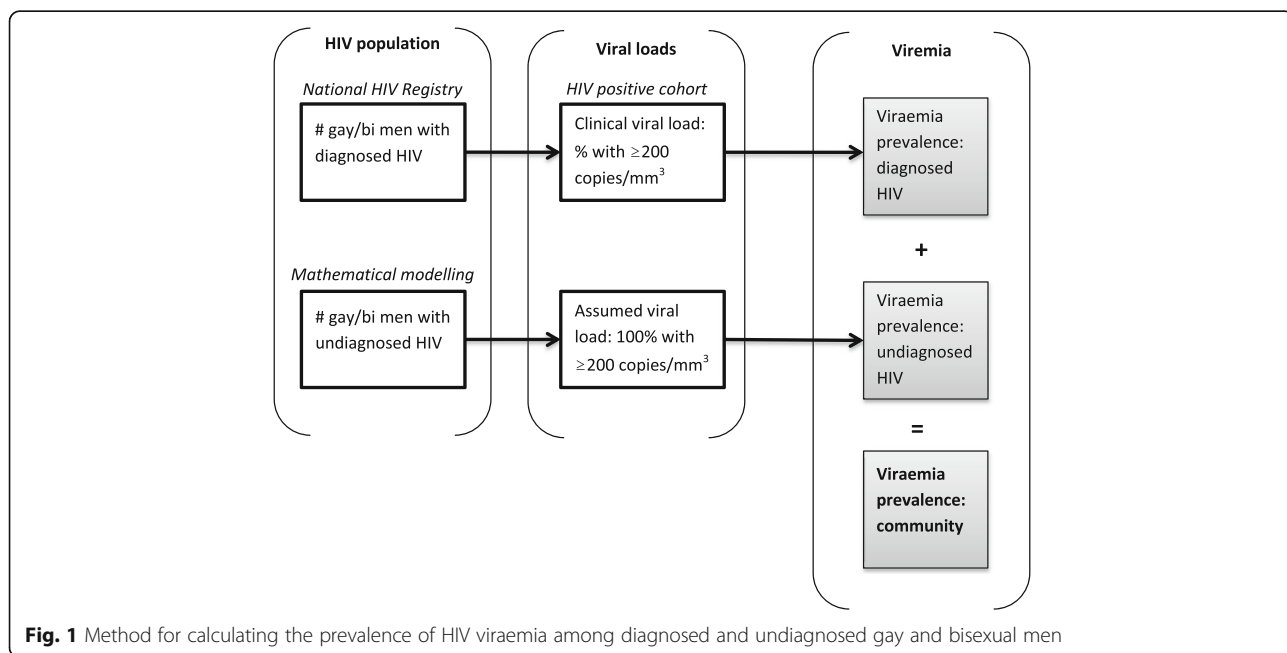 HIV population
National HIV Registry
# gay/bi men with
diagnosed HIV
Mathematical modelling
# gay/bi men with
undiagnosed HIV
Viral loads
HIV positive cohort
Clinical viral load:
% with ≥200
copies/mm³
Assumed viral
load: 100% with
≥200 copies/mm³
Viremia
Viraemia
prevalence:
diagnosed
HIV
+
Viraemia
prevalence:
undiagnosed
HIV
=
Viraemia
prevalence:
community
Fig. 1 Method for calculating the prevalence of HIV viraemia among diagnosed and undiagnosed gay and bisexual men